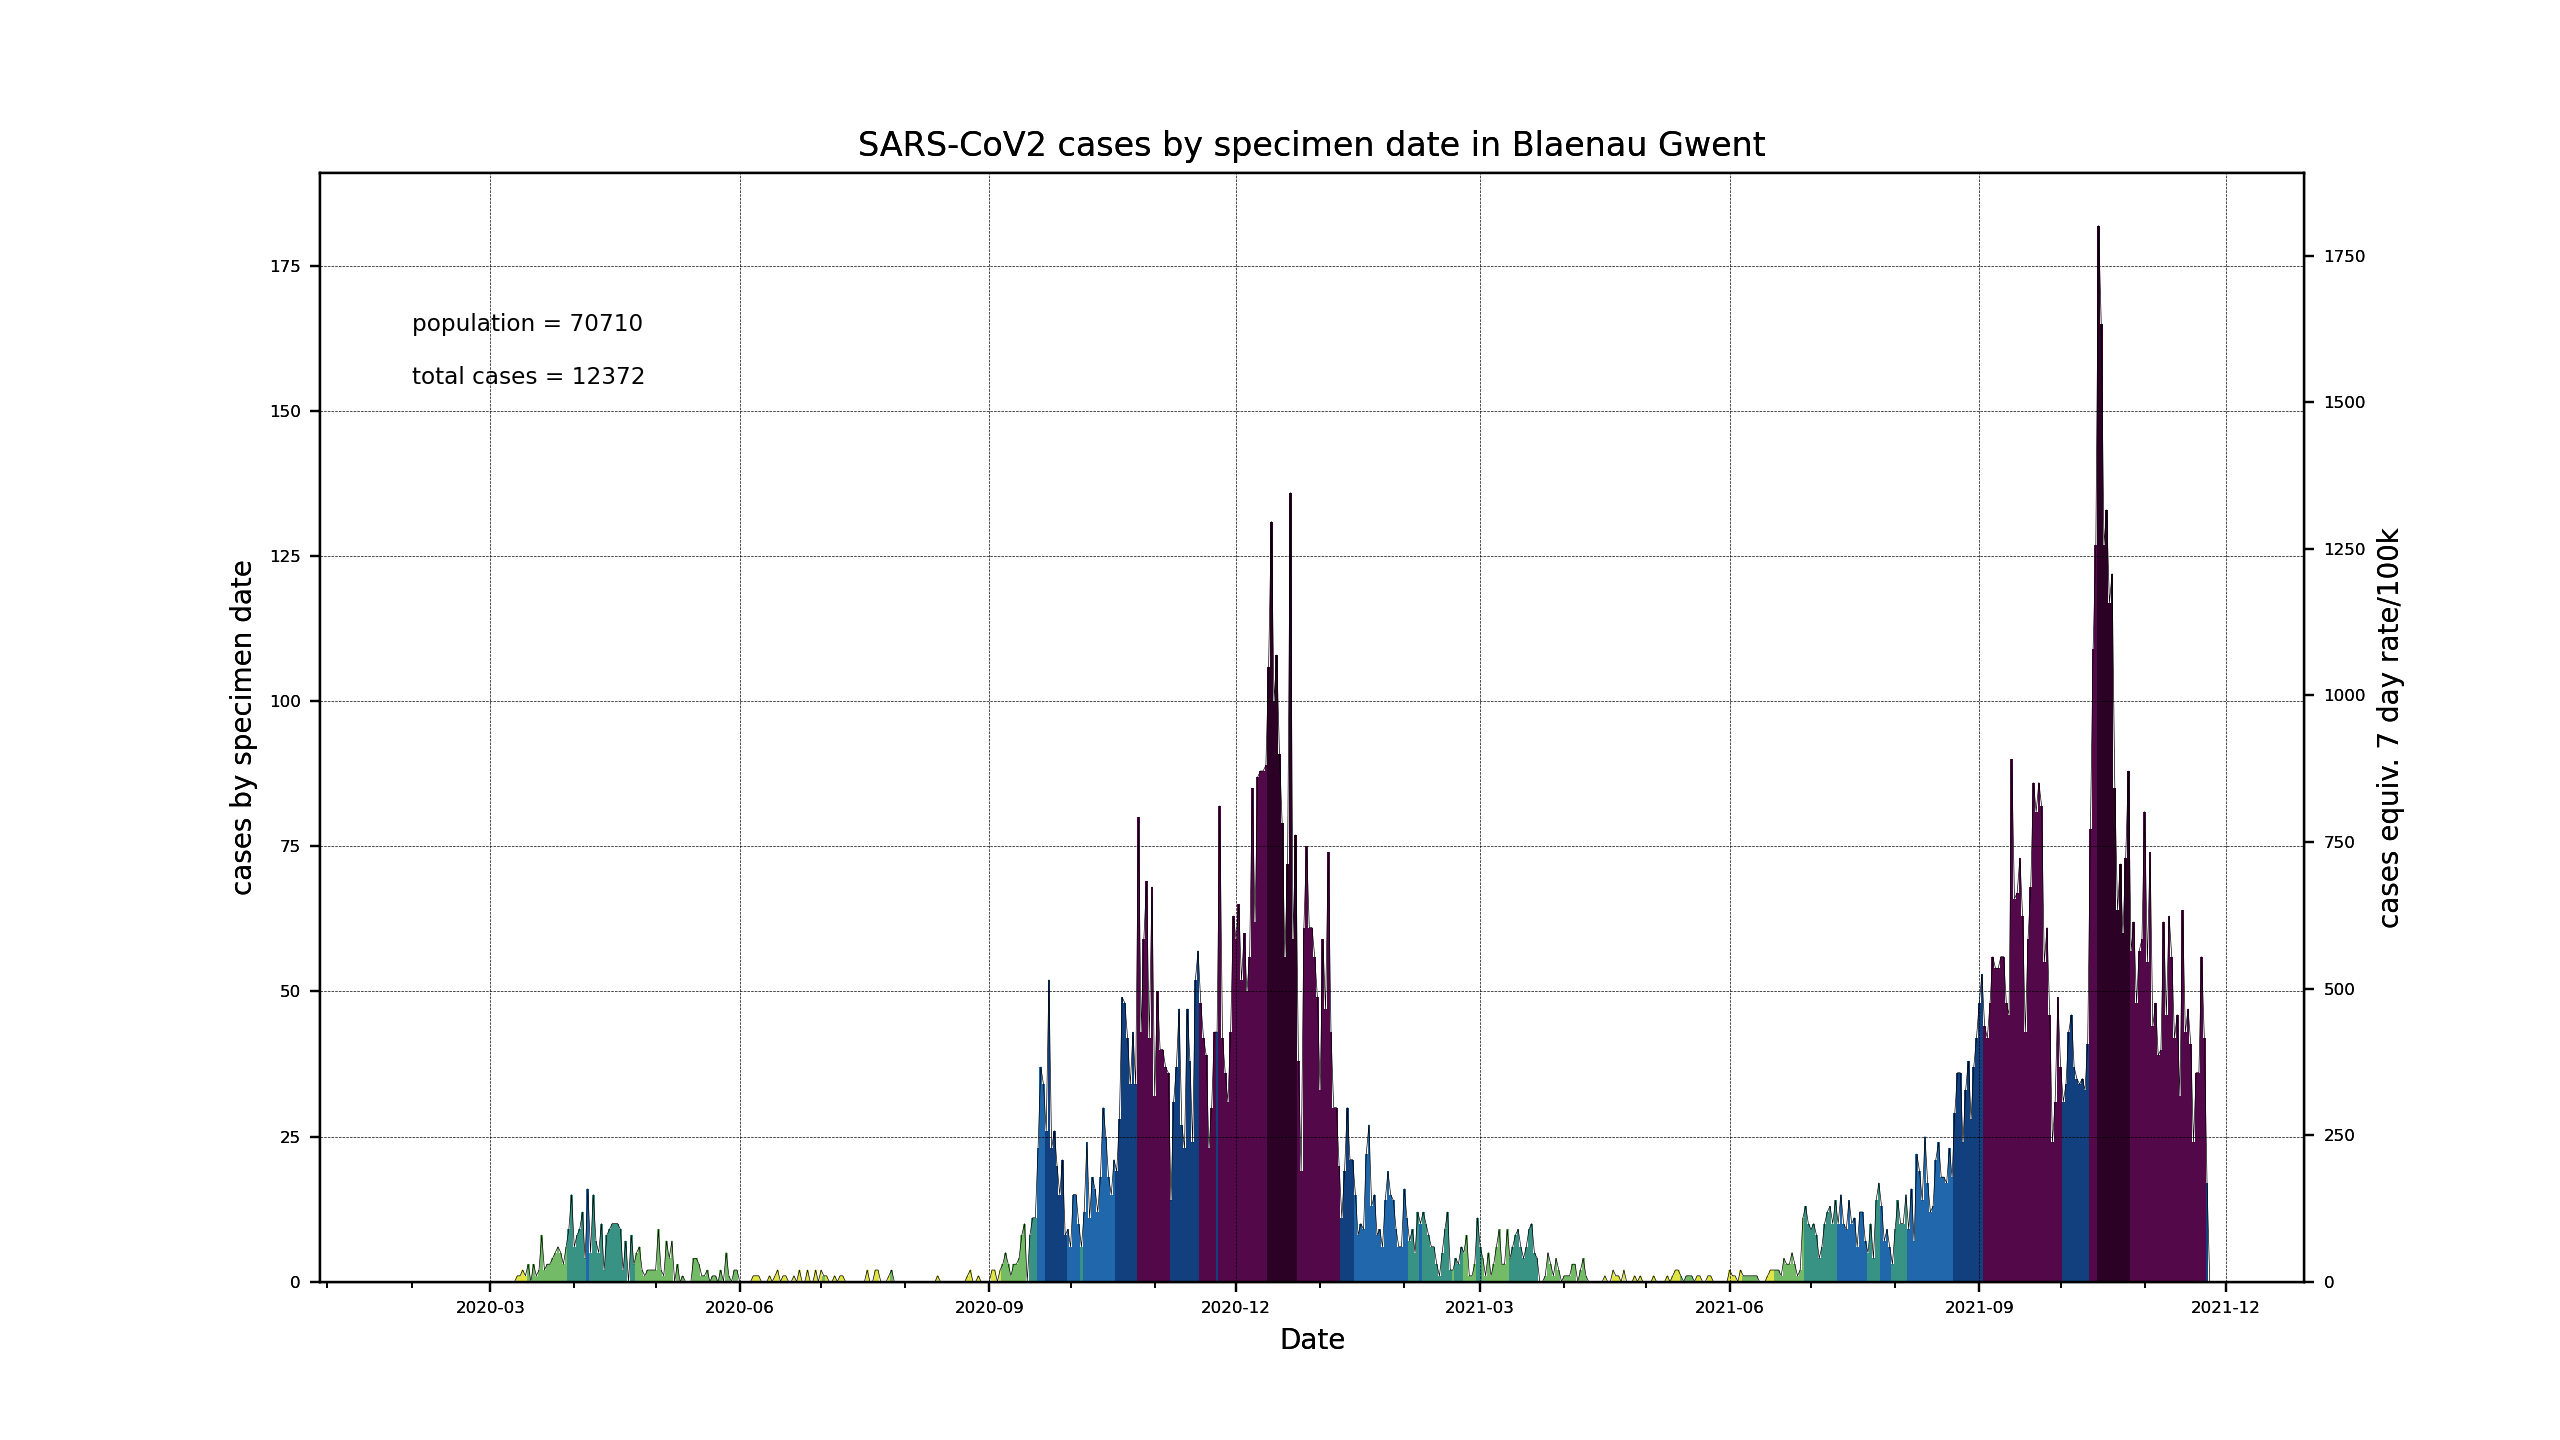 SARS-CoV2 cases by specimen date in Blaenau Gwent
population = 70710
total cases = 12372
cases by specimen date
175
150
125
100
75
50
25
0
1750
1500
1250
1000
750
500
250
0
cases equiv. 7 day rate/100k
2020-03 2020-06 2020-09 2020-12 2021-03 2021-06 2021-09 2021-12
Date